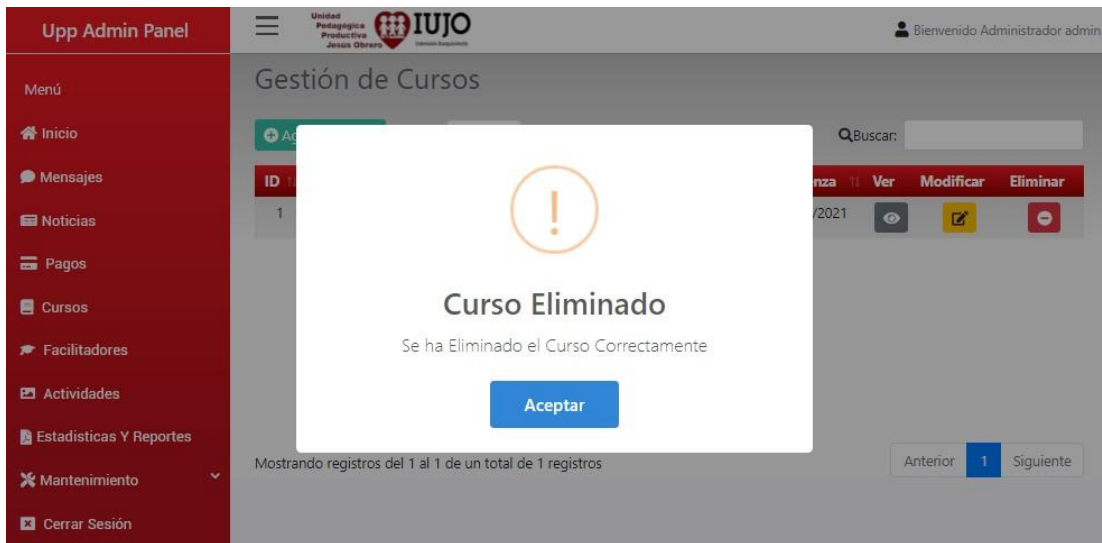 Upp Admin Panel
Unidad
Pedagógica
Productiva
Jesús Obrero
IUJO
Bienvenido Administrador admin
Menú
Inicio
Mensajes
Noticias
Pagos
Cursos
Facilitadores
Actividades
Estadisticas Y Reportes
Mantenimiento
Cerrar Sesión
Gestión de Cursos
Buscar:
ID Ver Modificar Eliminar
1 /2021
Curso Eliminado
Se ha Eliminado el Curso Correctamente
Aceptar
Mostrando registros del 1 al 1 de un total de 1 registros
Anterior 1 Siguiente